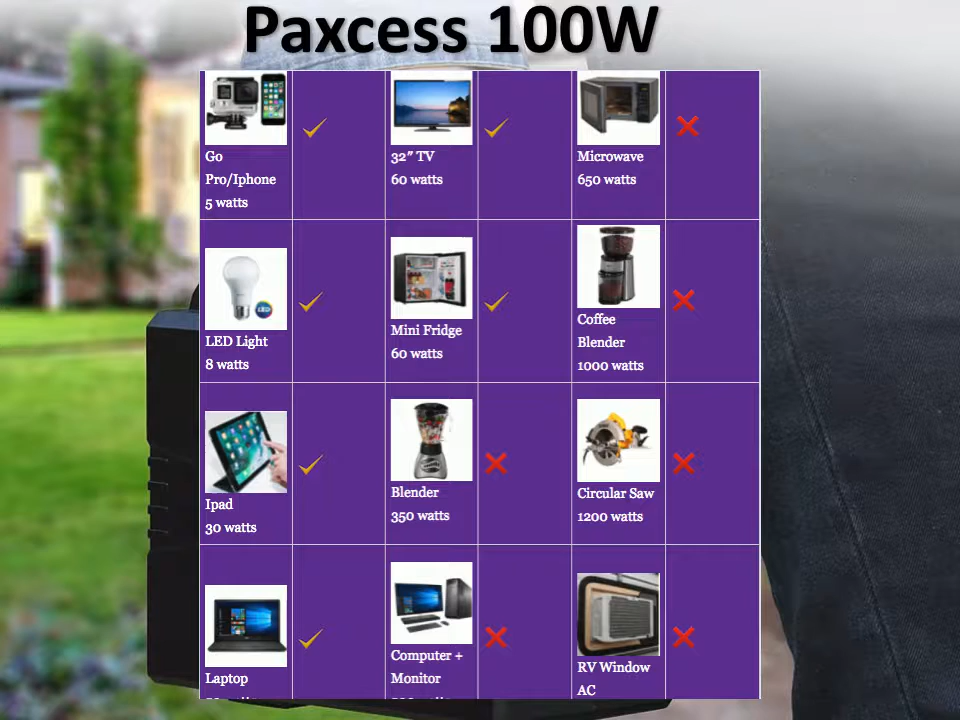 Paxcess 100W
Go
Pro/Iphone
5 watts
32″ TV
60 watts
Microwave
650 watts
LED Light
8 watts
Mini Fridge
60 watts
Coffee
Blender
1000 watts
Ipad
30 watts
Blender
350 watts
Circular Saw
1200 watts
Laptop
Computer +
Monitor
RV Window
AC